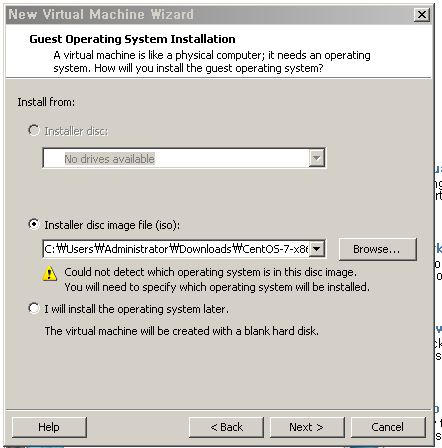 New Virtual Machine Wizard
Guest Operating System Installation
A virtual machine is like a physical computer; it needs an operating
system. How will you install the guest operating system?
Install from:
Installer disc:
No drives available
Installer disc image file (iso):
C:₩Users₩Administrator₩Downloads₩CentOS-7-x86
Browse...
Could not detect which operating system is in this disc image.
You will need to specify which operating system will be installed.
I will install the operating system later.
The virtual machine will be created with a blank hard disk.
Help
< Back
Next >
Cancel